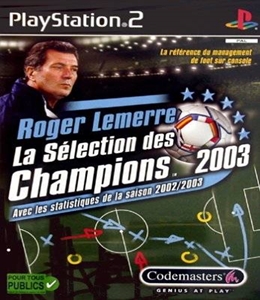 PlayStation®2
La référence du management
de foot sur console
Roger Lemerre
La Sélection des
Champions™ 2003
Avec les statistiques de la saison 2002/2003
POUR TOUS
PUBLICS
Codemasters®
GENIUS AT PLAY